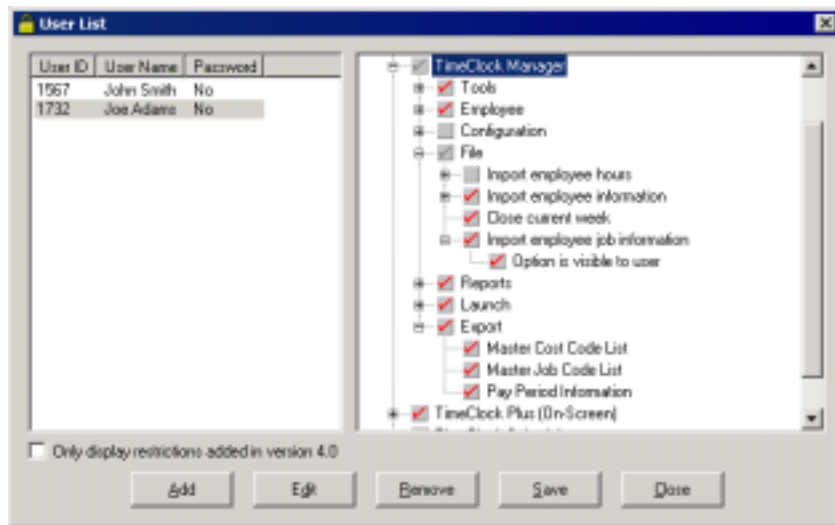 User List
User ID User Name Password
1567 John Smith No
1732 Joe Adams No
TimeClock Manager
Tools
Employee
Configuration
File
Import employee hours
Import employee information
Close current week
Import employee job information
Option is visible to user
Reports
Launch
Export
Master Cost Code List
Master Job Code List
Pay Period Information
TimeClock Plus (On-Screen)
Only display restrictions added in version 4.0
Add Edit Remove Save Close